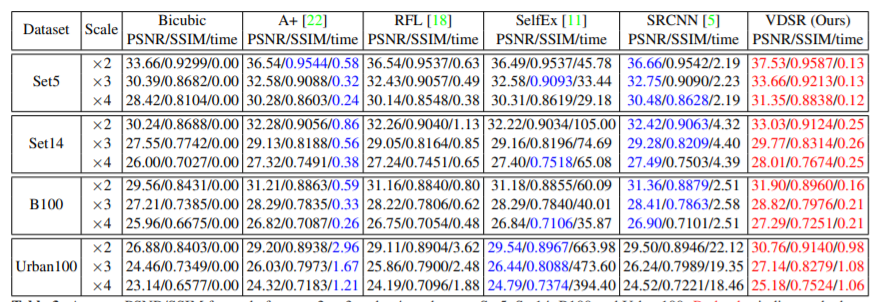 Dataset Scale Bicubic A+ [22] RFL [18] SelfEx [11] SRCNN [5] VDSR (Ours)
PSNR/SSIM/time PSNR/SSIM/time PSNR/SSIM/time PSNR/SSIM/time PSNR/SSIM/time PSNR/SSIM/time
Set5 ×2 33.66/0.9299/0.00 36.54/0.9544/0.58 36.54/0.9537/0.63 36.49/0.9537/45.78 36.66/0.9542/2.19 37.53/0.9587/0.13
×3 30.39/0.8682/0.00 32.58/0.9088/0.32 32.43/0.9057/0.49 32.58/0.9093/33.44 32.75/0.9090/2.23 33.66/0.9213/0.13
×4 28.42/0.8104/0.00 30.28/0.8603/0.24 30.14/0.8548/0.38 30.31/0.8619/29.18 30.48/0.8628/2.19 31.35/0.8838/0.12
Set14 ×2 30.24/0.8688/0.00 32.28/0.9056/0.86 32.26/0.9040/1.13 32.22/0.9034/105.00 32.42/0.9063/4.32 33.03/0.9124/0.25
×3 27.55/0.7742/0.00 29.13/0.8188/0.56 29.05/0.8164/0.85 29.16/0.8196/74.69 29.28/0.8209/4.40 29.77/0.8314/0.26
×4 26.00/0.7027/0.00 27.32/0.7491/0.38 27.24/0.7451/0.65 27.40/0.7518/65.08 27.49/0.7503/4.39 28.01/0.7674/0.25
B100 ×2 29.56/0.8431/0.00 31.21/0.8863/0.59 31.16/0.8840/0.80 31.18/0.8855/60.09 31.36/0.8879/2.51 31.90/0.8960/0.16
×3 27.21/0.7385/0.00 28.29/0.7835/0.33 28.22/0.7806/0.62 28.29/0.7840/40.01 28.41/0.7863/2.58 28.82/0.7976/0.21
×4 25.96/0.6675/0.00 26.82/0.7087/0.26 26.75/0.7054/0.48 26.84/0.7106/35.87 26.90/0.7101/2.51 27.29/0.7251/0.21
Urban100 ×2 26.88/0.8403/0.00 29.20/0.8938/2.96 29.11/0.8904/3.62 29.54/0.8967/663.98 29.50/0.8946/22.12 30.76/0.9140/0.98
×3 24.46/0.7349/0.00 26.03/0.7973/1.67 25.86/0.7900/2.48 26.44/0.8088/473.60 26.24/0.7989/19.35 27.14/0.8279/1.08
×4 23.14/0.6577/0.00 24.32/0.7183/1.21 24.19/0.7096/1.88 24.79/0.7374/394.40 24.52/0.7221/18.46 25.18/0.7524/1.06